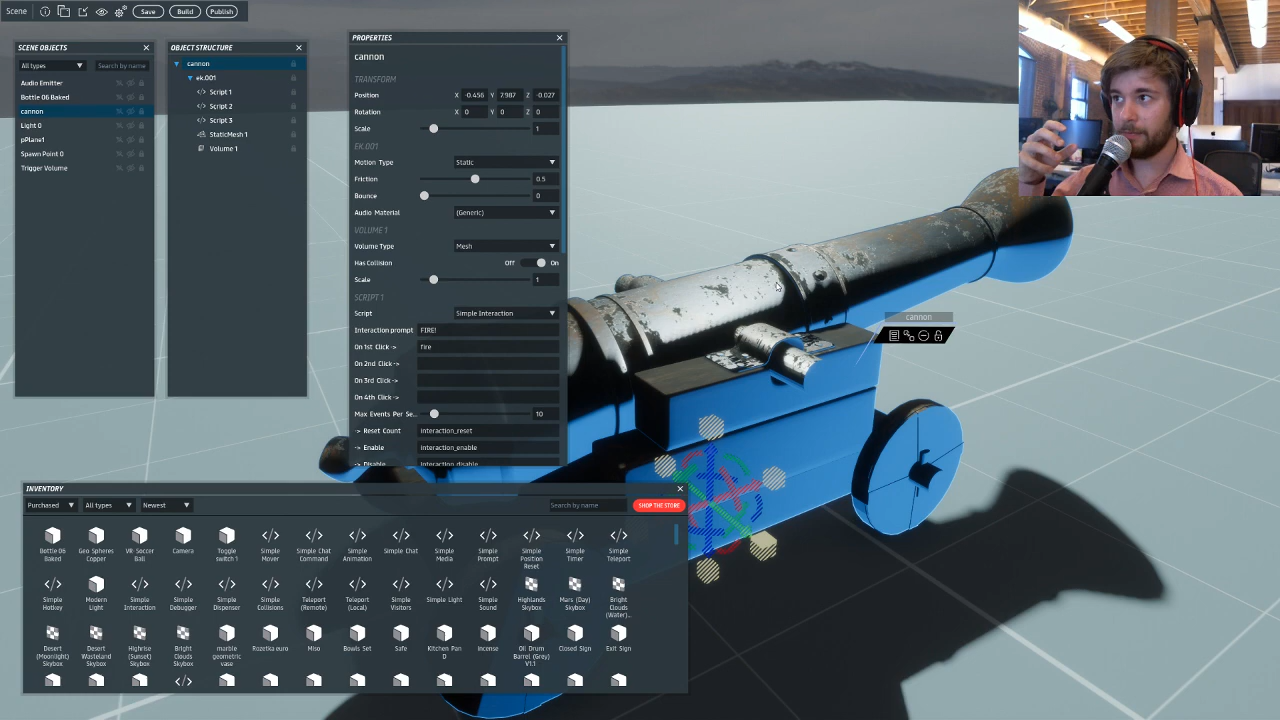 Scene Save Build Publish
SCENE OBJECTS
All types Search by name
Audio Emitter
Bottle 06 Baked
cannon
Light 0
pPlane1
Spawn Point 0
Trigger Volume
OBJECT STRUCTURE
cannon
ek.001
Script 1
Script 2
Script 3
StaticMesh 1
Volume 1
PROPERTIES
cannon
TRANSFORM
Position X -0.456 Y 7.987 Z -0.027
Rotation X 0 Y 0 Z 0
Scale 1
EK.001
Motion Type Static
Friction 0.5
Bounce 0
Audio Material (Generic)
VOLUME 1
Volume Type Mesh
Has Collision Off On
Scale 1
SCRIPT 1
Script Simple Interaction
Interaction prompt FIRE!
On 1st Click -> fire
On 2nd Click ->
On 3rd Click ->
On 4th Click ->
Max Events Per Se... 10
-> Reset Count interaction_reset
-> Enable interaction_enable
-> Disable interaction_disable
cannon
INVENTORY
Purchased All types Newest Search by name SHOP THE STORE
Bottle 06 Baked
Geo Spheres Copper
VR Soccer Ball
Camera
Toggle switch 1
Simple Mover
Simple Chat Command
Simple Animation
Simple Chat
Simple Media
Simple Prompt
Simple Position Reset
Simple Timer
Simple Teleport
Simple Hotkey
Modern Light
Simple Interaction
Simple Debugger
Simple Dispenser
Simple Collisions
Teleport (Remote)
Teleport (Local)
Simple Visitors
Simple Light
Simple Sound
Highlands Skybox
Mars (Day) Skybox
Bright Clouds (Water)...
Desert (Moonlight) Skybox
Desert Wasteland Skybox
Highrise (Sunset) Skybox
Bright Clouds Skybox
marble geometric vase
Rozetka euro
Miso
Bowls Set
Safe
Kitchen Pan D
Incense
Oil Drum Barrel (Grey) V1.1
Closed Sign
Exit Sign